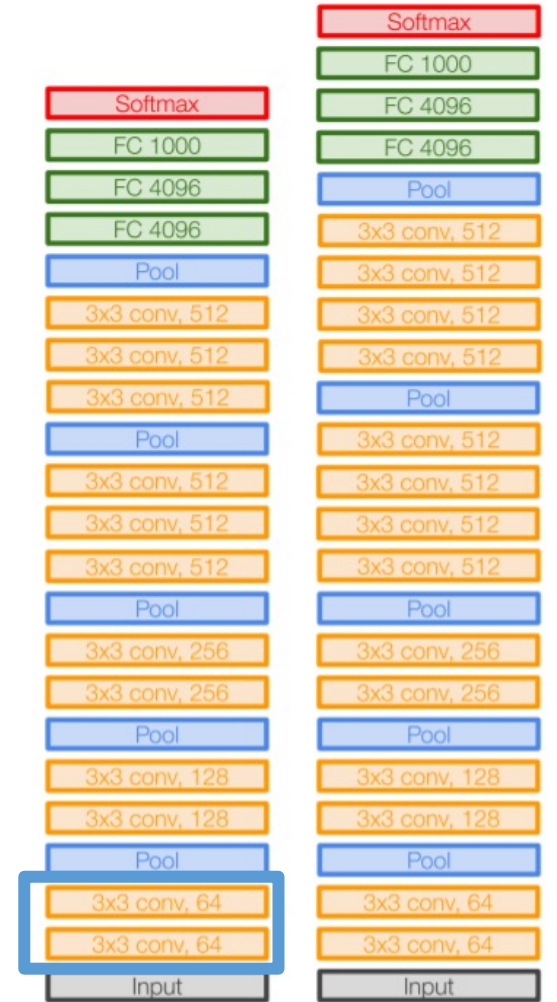 Softmax
FC 1000
FC 4096
FC 4096
Pool
3x3 conv, 512
3x3 conv, 512
3x3 conv, 512
Pool
3x3 conv, 512
3x3 conv, 512
3x3 conv, 512
Pool
3x3 conv, 256
3x3 conv, 256
Pool
3x3 conv, 128
3x3 conv, 128
Pool
3x3 conv, 64
3x3 conv, 64
Input
Softmax
FC 1000
FC 4096
FC 4096
Pool
3x3 conv, 512
3x3 conv, 512
3x3 conv, 512
3x3 conv, 512
Pool
3x3 conv, 512
3x3 conv, 512
3x3 conv, 512
3x3 conv, 512
Pool
3x3 conv, 256
3x3 conv, 256
Pool
3x3 conv, 128
3x3 conv, 128
Pool
3x3 conv, 64
3x3 conv, 64
Input